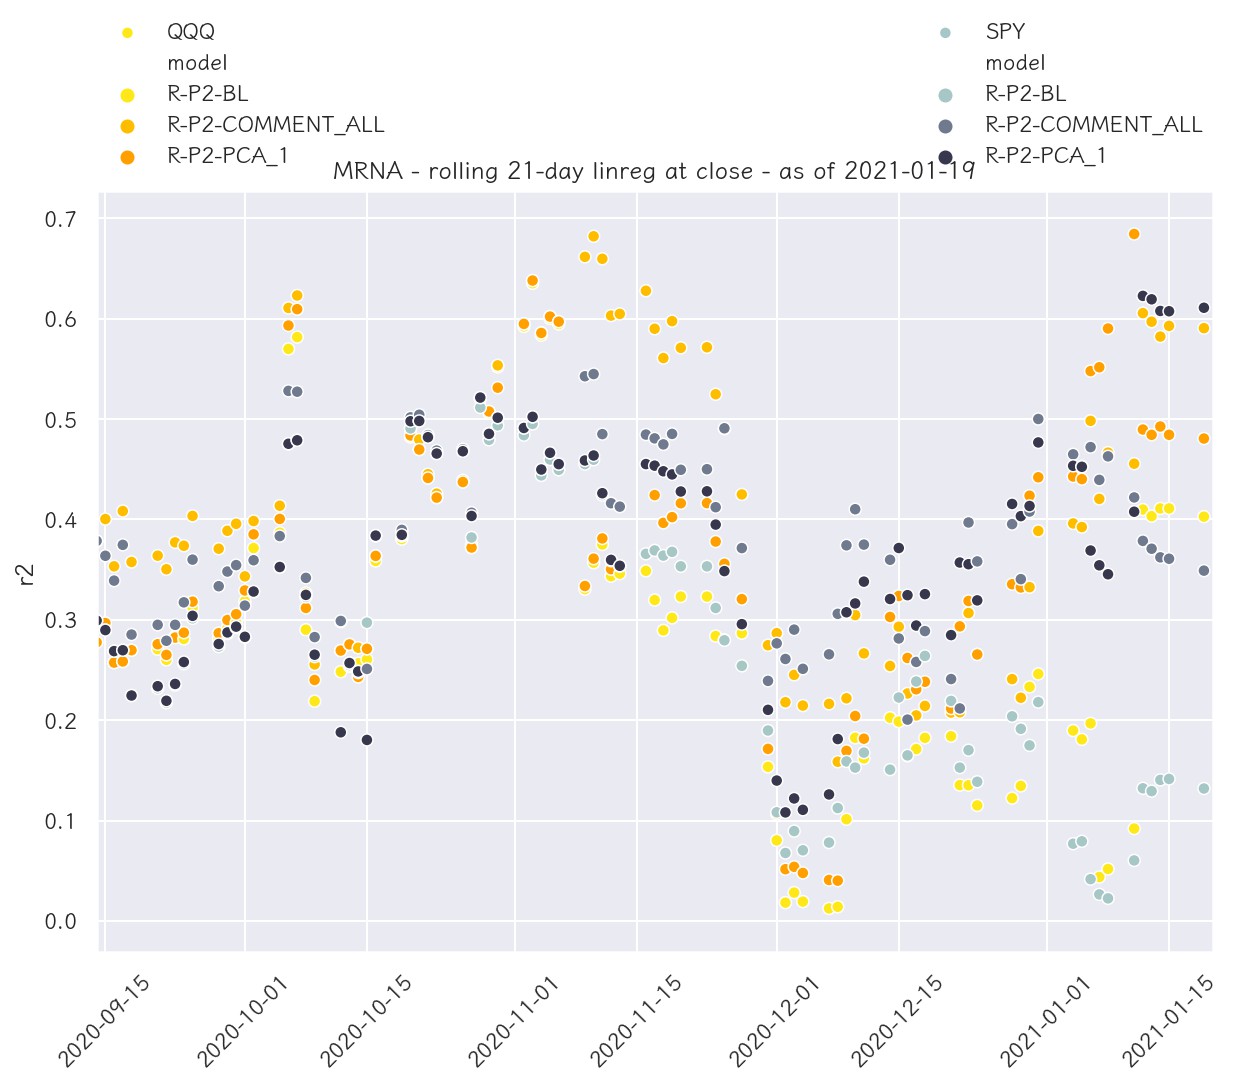 QQQ
model
R-P2-BL
R-P2-COMMENT_ALL
R-P2-PCA_1
SPY
model
R-P2-BL
R-P2-COMMENT_ALL
R-P2-PCA_1
MRNA - rolling 21-day linreg at close - as of 2021-01-19
0.7
0.6
0.5
0.4
0.3
0.2
0.1
0.0
r2
2020-09-15
2020-10-01
2020-10-15
2020-11-01
2020-11-15
2020-12-01
2020-12-15
2021-01-01
2021-01-15